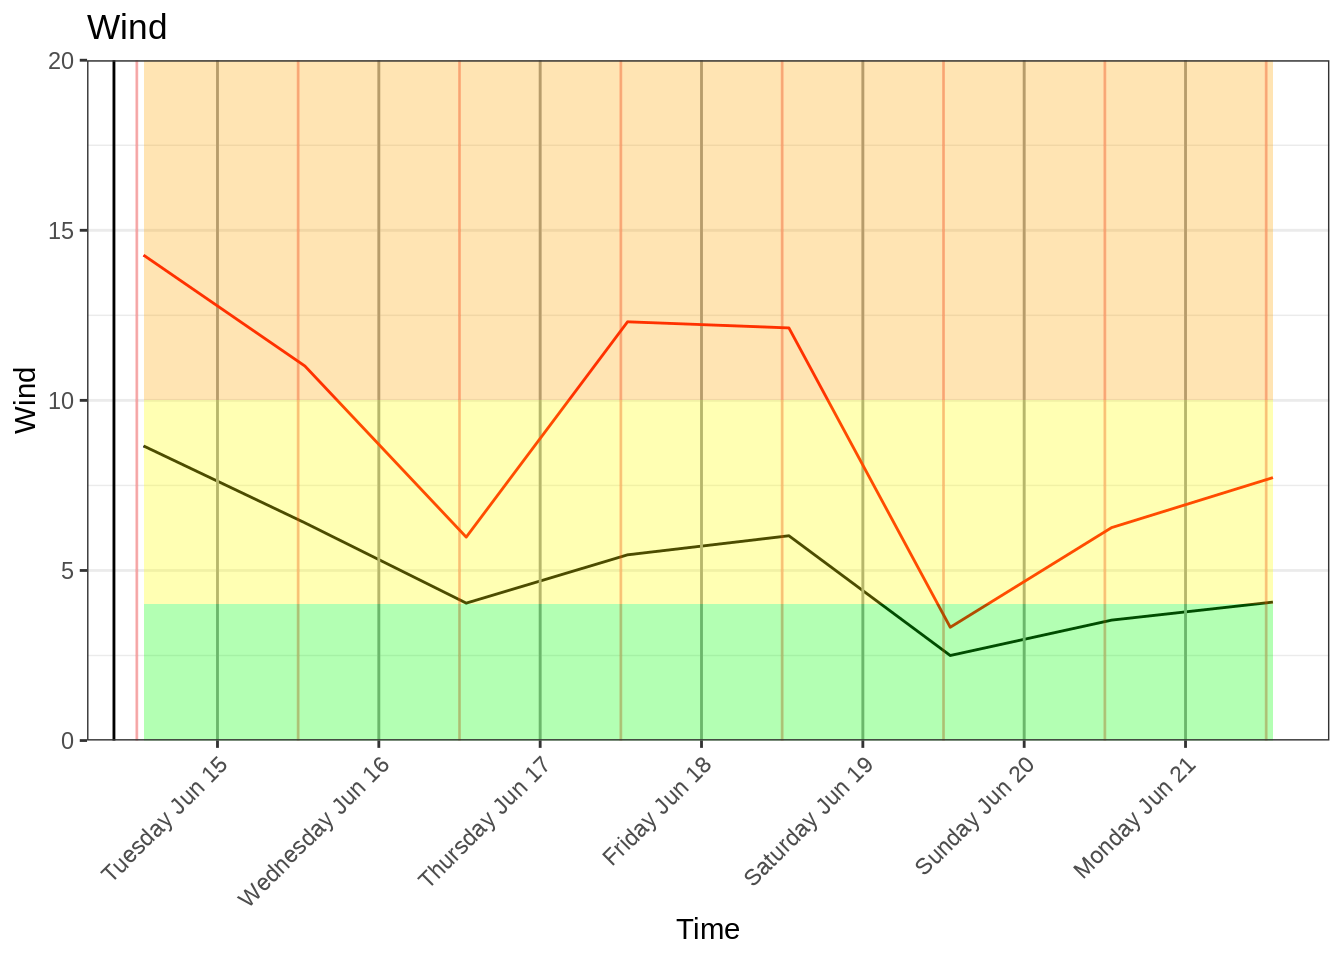 Wind
20
15
10
5
0
Wind
Tuesday Jun 15
Wednesday Jun 16
Thursday Jun 17
Friday Jun 18
Saturday Jun 19
Sunday Jun 20
Monday Jun 21
Time